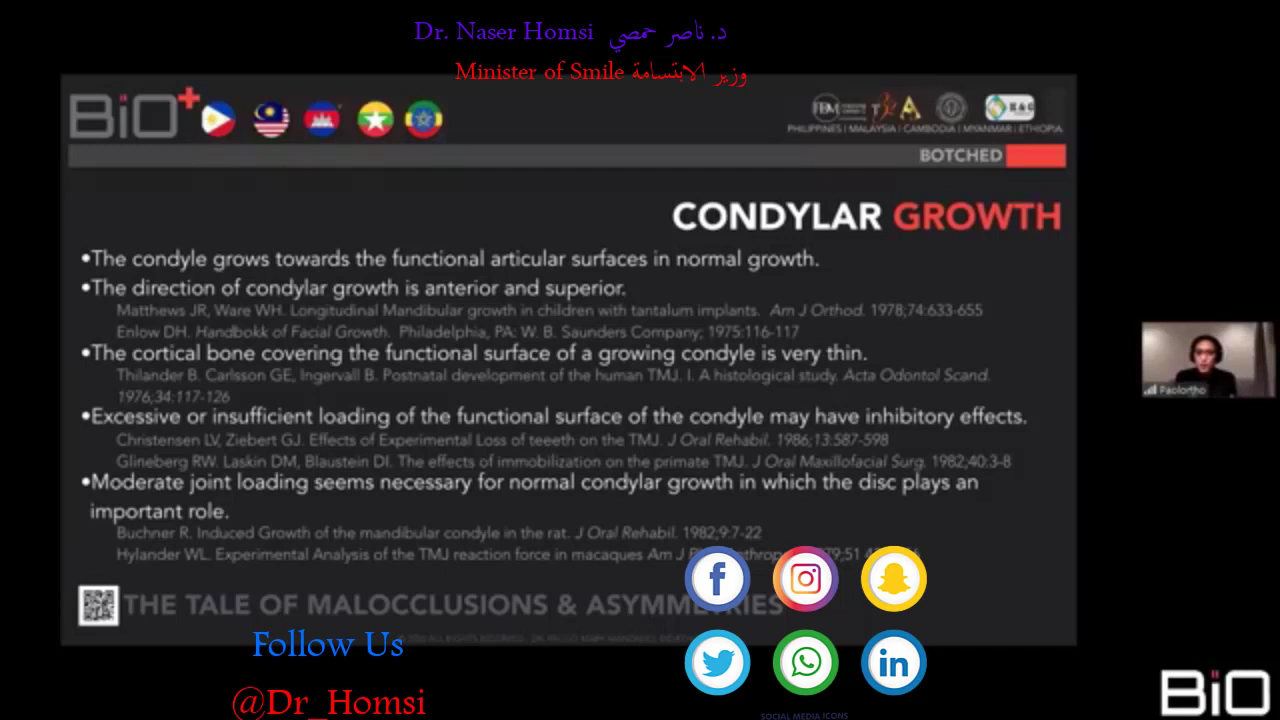 Dr. Naser Homsi د. ناصر حمصي
Minister of Smile وزير الابتسامة
BiO+
PHILIPPINES | MALAYSIA | CAMBODIA | MYANMAR | ETHIOPIA
BOTCHED
CONDYLAR GROWTH
•The condyle grows towards the functional articular surfaces in normal growth.
•The direction of condylar growth is anterior and superior.
Matthews JR, Ware WH. Longitudinal Mandibular growth in children with tantalum implants. Am J Orthod. 1978;74:633-655
Enlow DH. Handbokk of Facial Growth. Philadelphia, PA: W. B. Saunders Company; 1975:116-117
•The cortical bone covering the functional surface of a growing condyle is very thin.
Thilander B. Carlsson GE, Ingervall B. Postnatal development of the human TMJ. I. A histological study. Acta Odontol Scand.
1976;34:117-126
•Excessive or insufficient loading of the functional surface of the condyle may have inhibitory effects.
Christensen LV, Ziebert GJ. Effects of Experimental Loss of teeeth on the TMJ. J Oral Rehabil. 1986;13:587-598
Glineberg RW. Laskin DM, Blaustein DI. The effects of immobilization on the primate TMJ. J Oral Maxillofacial Surg. 1982;40:3-8
•Moderate joint loading seems necessary for normal condylar growth in which the disc plays an
important role.
Buchner R. Induced Growth of the mandibular condyle in the rat. J Oral Rehabil. 1982;9:7-22
Hylander WL. Experimental Analysis of the TMJ reaction force in macaques Am J
THE TALE OF MALOCCLUSIONS & ASYMMETRIES
Paolortho
Follow Us
@Dr_Homsi
SOCIAL MEDIA ICONS
BiO